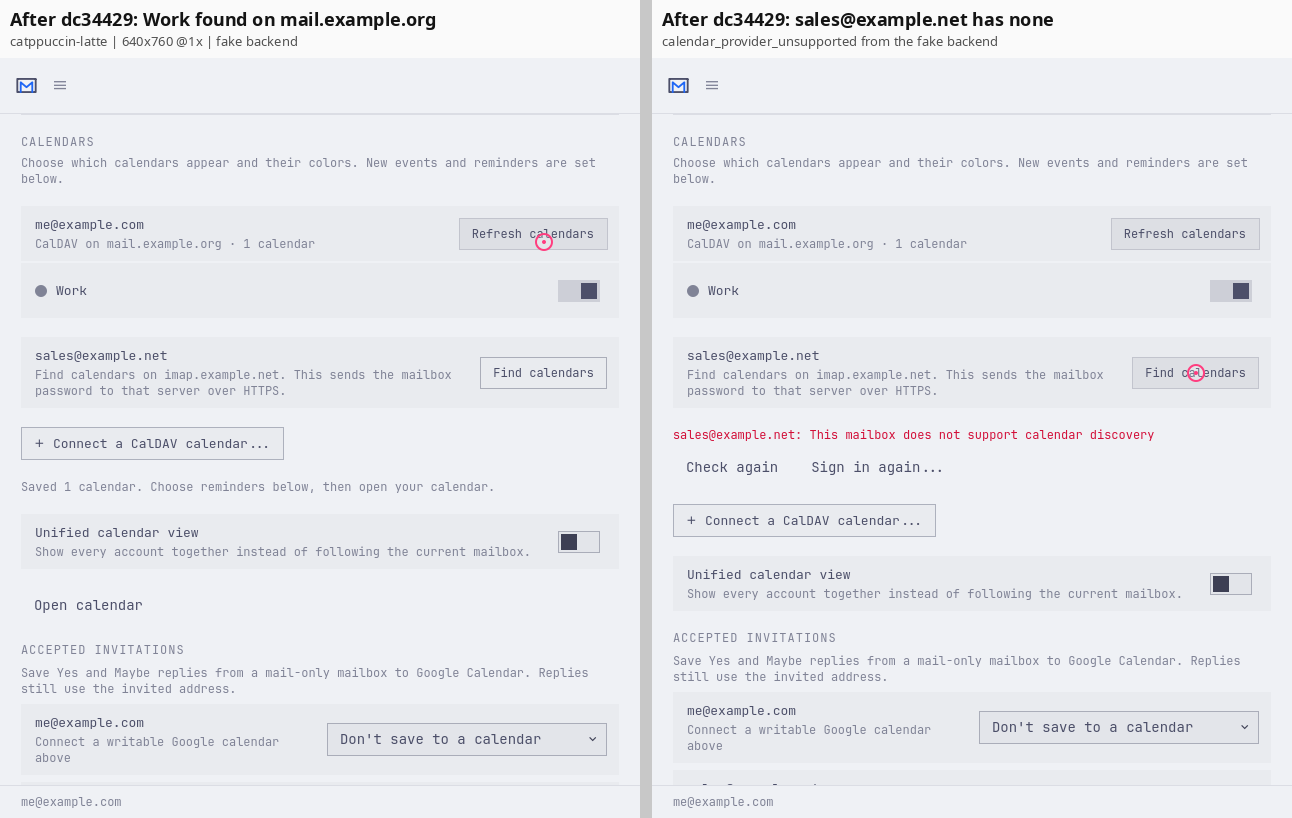 After dc34429: Work found on mail.example.org
catppuccin-latte | 640x760 @1x | fake backend
CALENDARS
Choose which calendars appear and their colors. New events and reminders are set
below.
me@example.com
CalDAV on mail.example.org · 1 calendar
Refresh calendars
Work
sales@example.net
Find calendars on imap.example.net. This sends the mailbox
password to that server over HTTPS.
Find calendars
+ Connect a CalDAV calendar...
Saved 1 calendar. Choose reminders below, then open your calendar.
Unified calendar view
Show every account together instead of following the current mailbox.
Open calendar
ACCEPTED INVITATIONS
Save Yes and Maybe replies from a mail-only mailbox to Google Calendar. Replies
still use the invited address.
me@example.com
Connect a writable Google calendar
above
Don't save to a calendar
me@example.com
After dc34429: sales@example.net has none
calendar_provider_unsupported from the fake backend
CALENDARS
Choose which calendars appear and their colors. New events and reminders are set
below.
me@example.com
CalDAV on mail.example.org · 1 calendar
Refresh calendars
Work
sales@example.net
Find calendars on imap.example.net. This sends the mailbox
password to that server over HTTPS.
Find calendars
sales@example.net: This mailbox does not support calendar discovery
Check again
Sign in again...
+ Connect a CalDAV calendar...
Unified calendar view
Show every account together instead of following the current mailbox.
ACCEPTED INVITATIONS
Save Yes and Maybe replies from a mail-only mailbox to Google Calendar. Replies
still use the invited address.
me@example.com
Connect a writable Google calendar
above
Don't save to a calendar
me@example.com